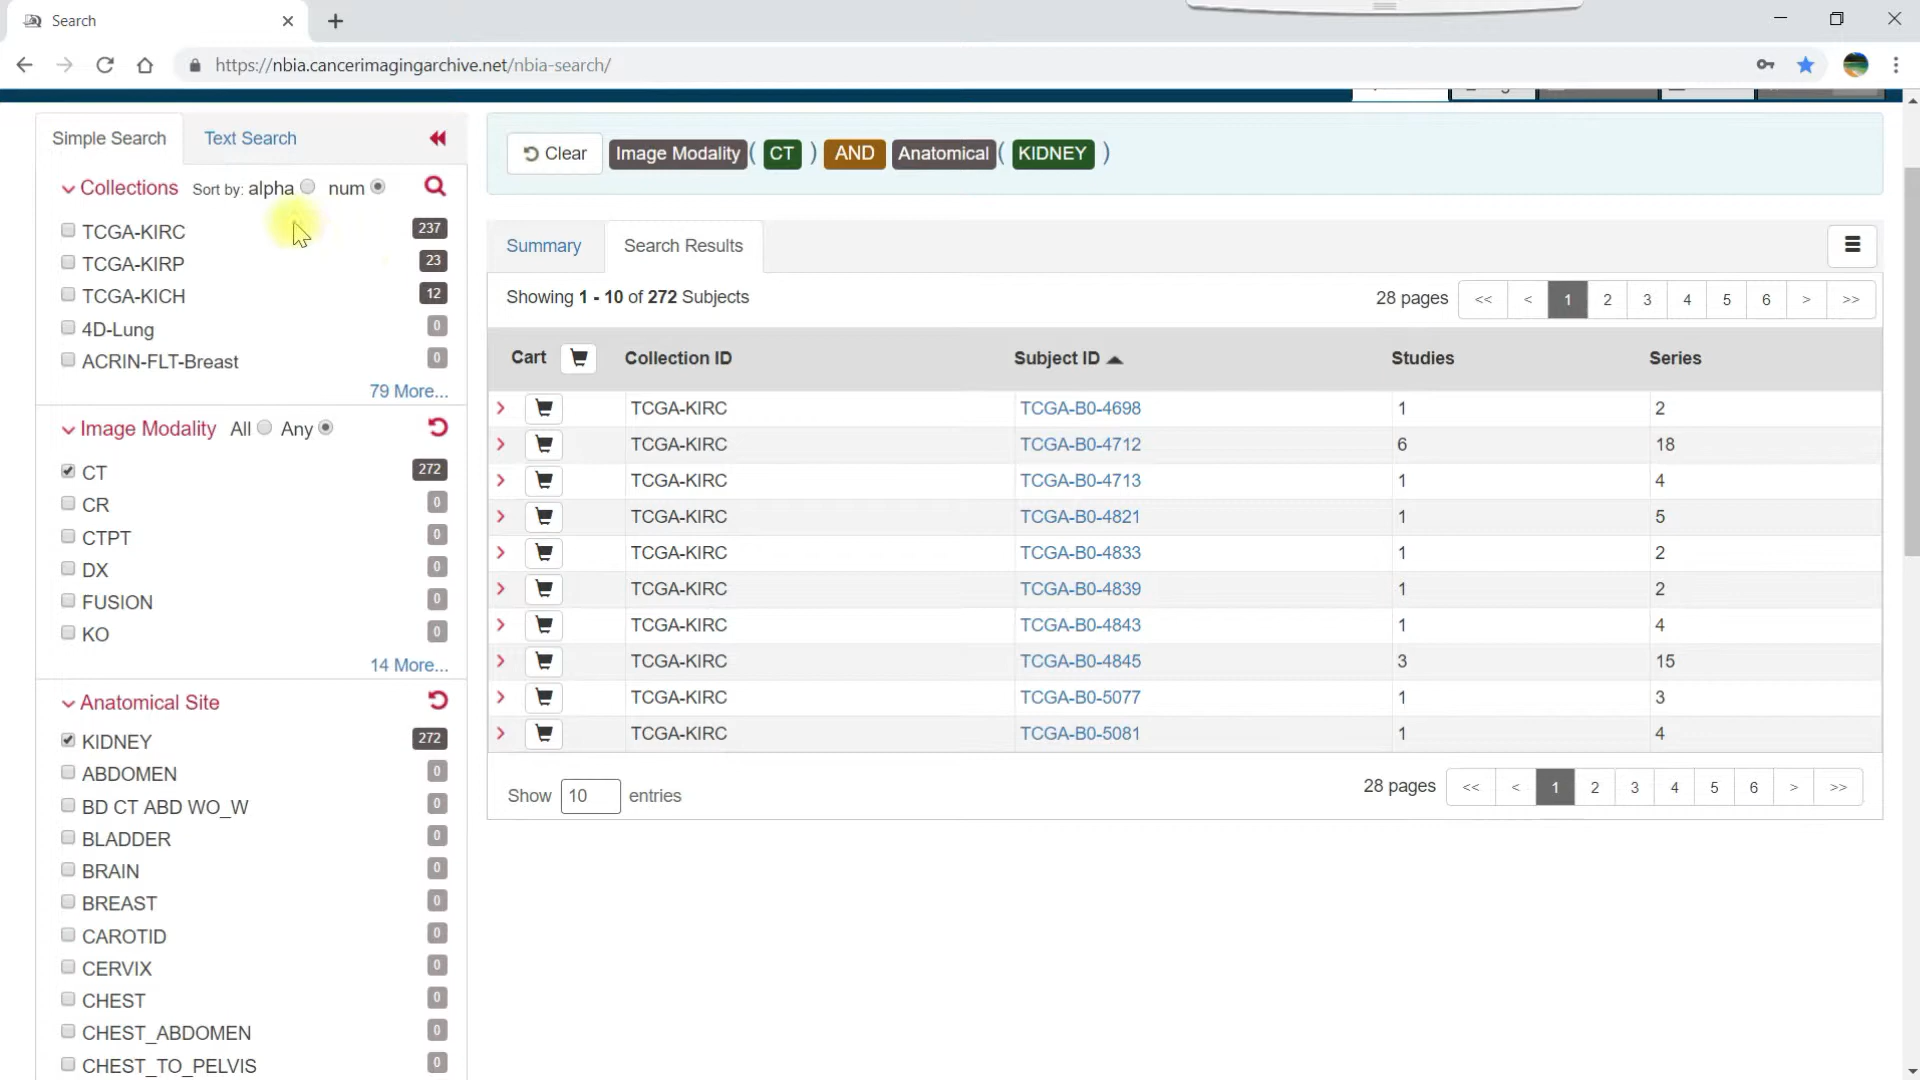 Search
https://nbia.cancerimagingarchive.net/nbia-search/
Simple Search
Text Search
Collections Sort by: alpha num
TCGA-KIRC 237
TCGA-KIRP 23
TCGA-KICH 12
4D-Lung 0
ACRIN-FLT-Breast 0
79 More...
Image Modality All Any
CT 272
CR 0
CTPT 0
DX 0
FUSION 0
KO 0
14 More...
Anatomical Site
KIDNEY 272
ABDOMEN 0
BD CT ABD WO_W 0
BLADDER 0
BRAIN 0
BREAST 0
CAROTID 0
CERVIX 0
CHEST 0
CHEST_ABDOMEN 0
CHEST_TO_PELVIS 0
Clear Image Modality ( CT ) AND Anatomical ( KIDNEY )
Summary Search Results
Showing 1 - 10 of 272 Subjects
28 pages << < 1 2 3 4 5 6 > >>
Cart Collection ID Subject ID Studies Series
TCGA-KIRC TCGA-B0-4698 1 2
TCGA-KIRC TCGA-B0-4712 6 18
TCGA-KIRC TCGA-B0-4713 1 4
TCGA-KIRC TCGA-B0-4821 1 5
TCGA-KIRC TCGA-B0-4833 1 2
TCGA-KIRC TCGA-B0-4839 1 2
TCGA-KIRC TCGA-B0-4843 1 4
TCGA-KIRC TCGA-B0-4845 3 15
TCGA-KIRC TCGA-B0-5077 1 3
TCGA-KIRC TCGA-B0-5081 1 4
Show 10 entries
28 pages << < 1 2 3 4 5 6 > >>